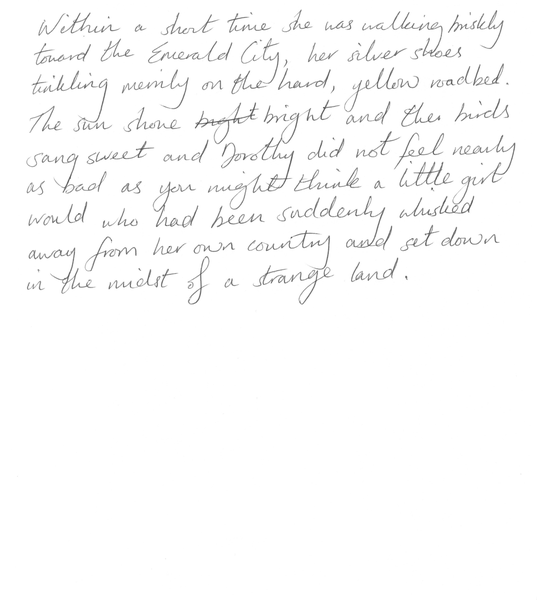 Within a short time she was walking briskly
toward the Emerald City, her silver shoes
tinkling merrily on the hard, yellow roadbed.
The sun shone bright bright and the birds
sang sweet and Dorothy did not feel nearly
as bad as you might think a little girl
would who had been suddenly whisked
away from her own country and set down
in the midst of a strange land.